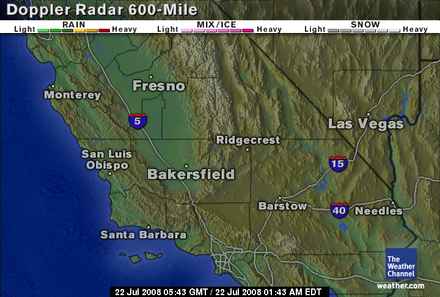 Doppler Radar 600-Mile
RAIN MIX/ICE SNOW
Light Heavy Light Heavy Light Heavy
Fresno
Monterey
5
Las Vegas
Ridgecrest
San Luis
Obispo
15
Bakersfield
Barstow
40
Needles
Santa Barbara
The
Weather
Channel
weather.com
22 Jul 2008 05:43 GMT / 22 Jul 2008 01:43 AM EDT